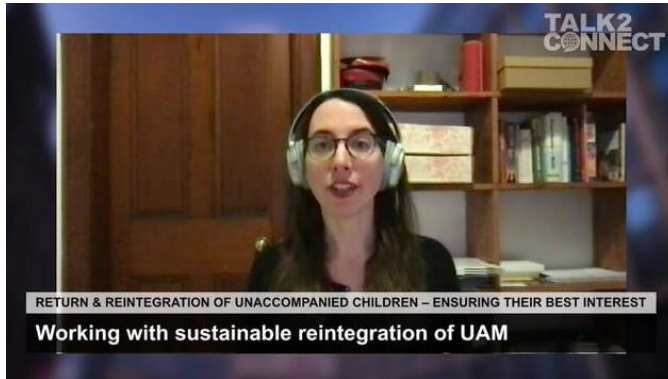 TALK2
CONNECT
RETURN & REINTEGRATION OF UNACCOMPANIED CHILDREN – ENSURING THEIR BEST INTEREST
Working with sustainable reintegration of UAM